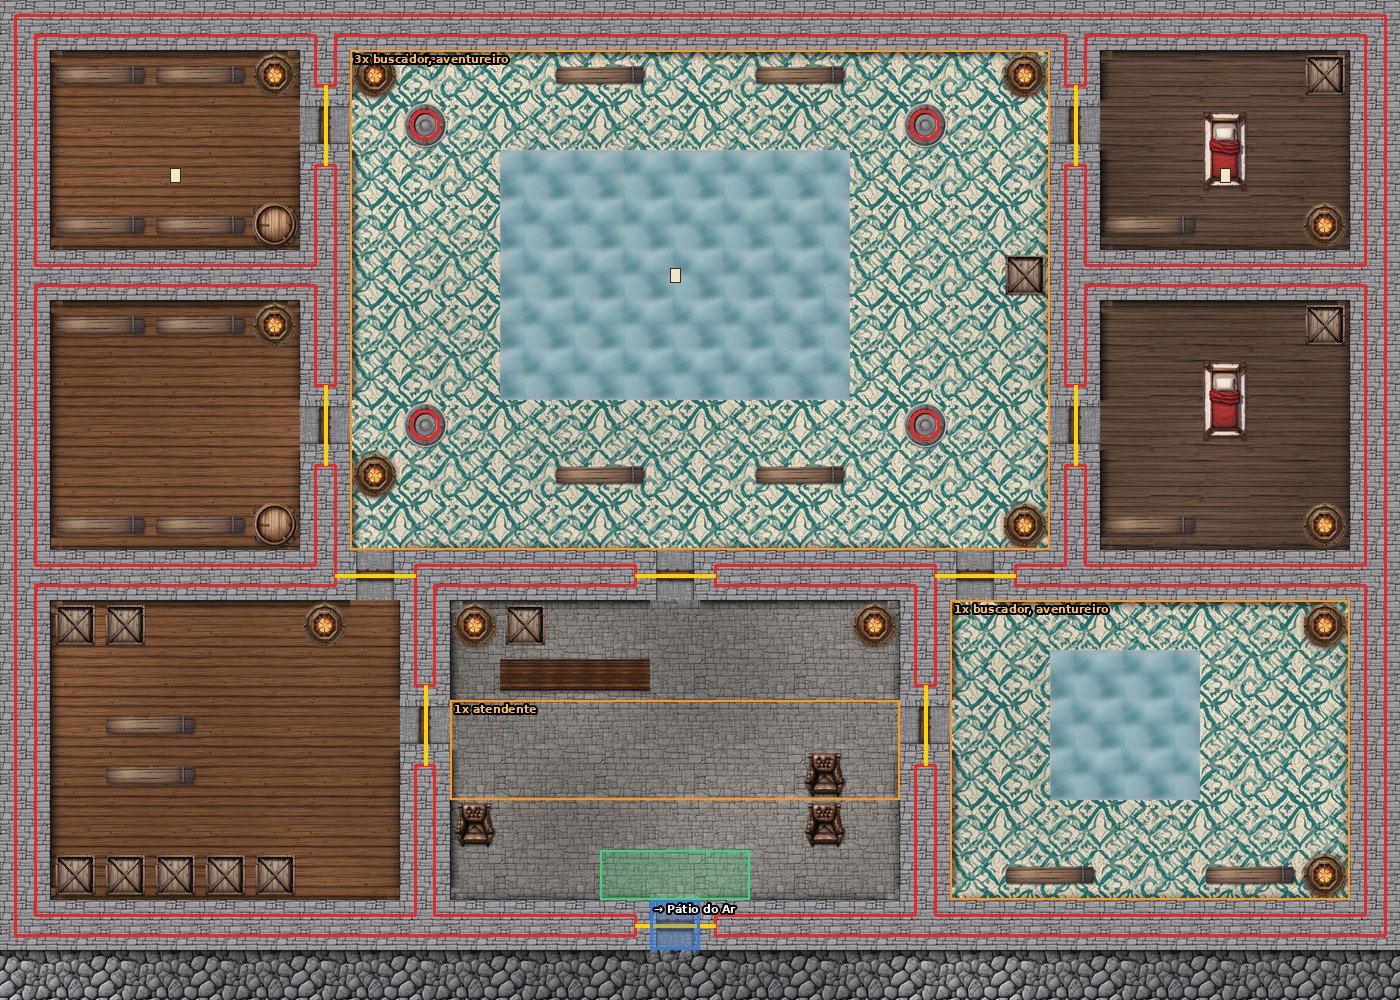 3x buscador, aventureiro
1x buscador, aventureiro
1x atendente
→ Pátio do Ar